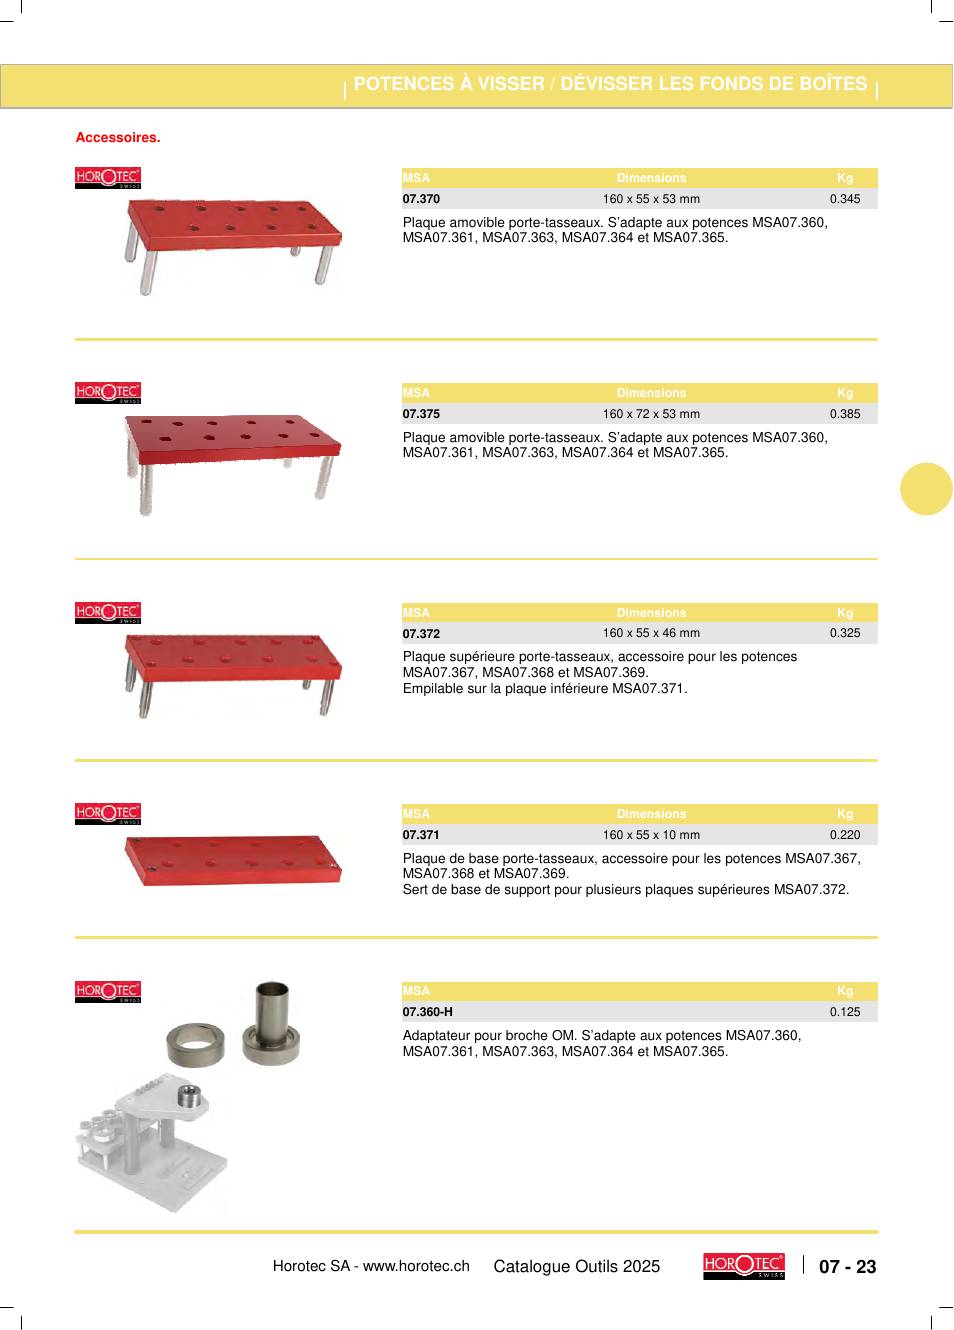 POTENCES À VISSER / DÉVISSER LES FONDS DE BOÎTES
Accessoires.
HOROTEC®
SWISS
MSA Dimensions Kg
07.370 160 x 55 x 53 mm 0.345
Plaque amovible porte-tasseaux. S’adapte aux potences MSA07.360,
MSA07.361, MSA07.363, MSA07.364 et MSA07.365.
HOROTEC®
SWISS
MSA Dimensions Kg
07.375 160 x 72 x 53 mm 0.385
Plaque amovible porte-tasseaux. S’adapte aux potences MSA07.360,
MSA07.361, MSA07.363, MSA07.364 et MSA07.365.
HOROTEC®
SWISS
MSA Dimensions Kg
07.372 160 x 55 x 46 mm 0.325
Plaque supérieure porte-tasseaux, accessoire pour les potences
MSA07.367, MSA07.368 et MSA07.369.
Empilable sur la plaque inférieure MSA07.371.
HOROTEC®
SWISS
MSA Dimensions Kg
07.371 160 x 55 x 10 mm 0.220
Plaque de base porte-tasseaux, accessoire pour les potences MSA07.367,
MSA07.368 et MSA07.369.
Sert de base de support pour plusieurs plaques supérieures MSA07.372.
HOROTEC®
SWISS
MSA Kg
07.360-H 0.125
Adaptateur pour broche OM. S’adapte aux potences MSA07.360,
MSA07.361, MSA07.363, MSA07.364 et MSA07.365.
Horotec SA - www.horotec.ch Catalogue Outils 2025 HOROTEC® SWISS 07 - 23